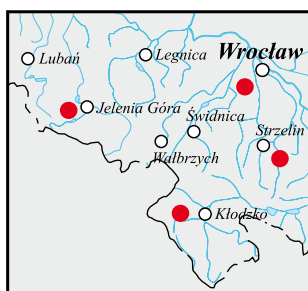 Wrocław
Legnica
Lubań
Jelenia Góra
Świdnica
Strzelin
Wałbrzych
Kłodzko